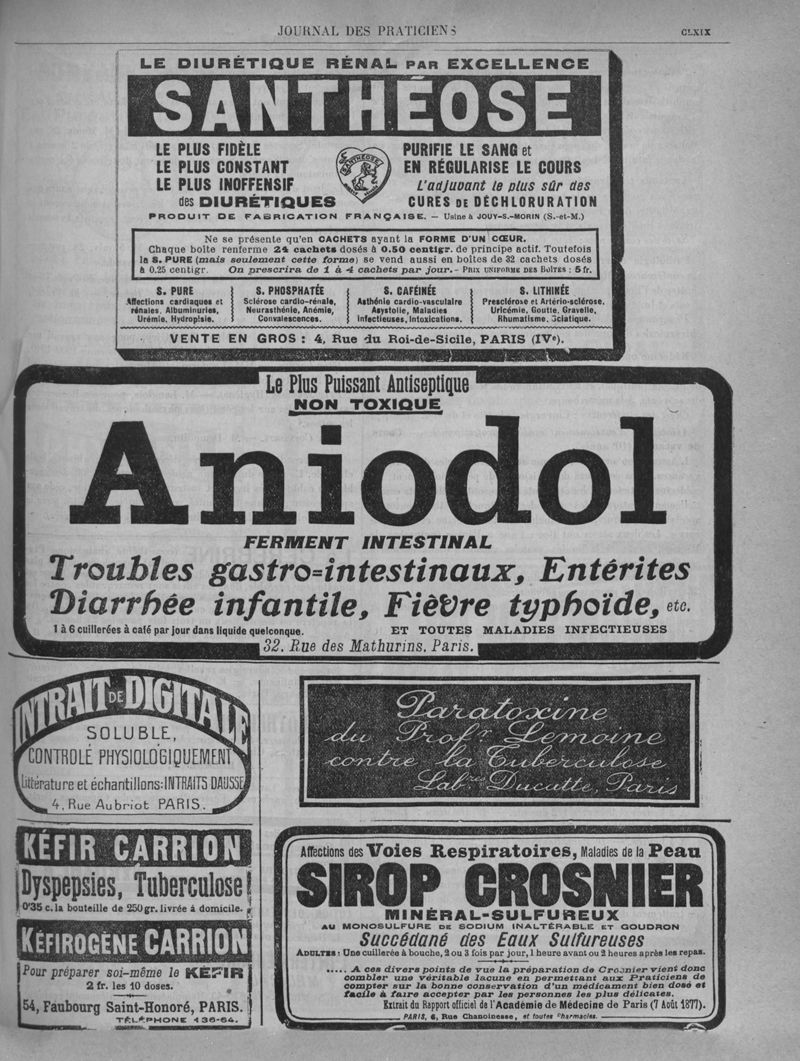 JOURNAL DES PRATICIENS
CLXIX
LE DIURÉTIQUE RÉNAL PAR EXCELLENCE
SANTHÉOSE
LE PLUS FIDÈLE
LE PLUS CONSTANT
LE PLUS INOFFENSIF
des DIURÉTIQUES
SANTHÉOSE
PURIFIE LE SANG et
EN RÉGULARISE LE COURS
L'adjuvant le plus sûr des
CURES DE DÉCHLORURATION
PRODUIT DE FABRICATION FRANÇAISE. — Usine à JOUY-S.-MORIN (S.-et-M.)
Ne se présente qu'en CACHETS ayant la FORME D'UN CŒUR.
Chaque boîte renferme 24 cachets dosés à 0.50 centigr. de principe actif. Toutefois
la S. PURE (mais seulement cette forme) se vend aussi en boîtes de 32 cachets dosés
à 0.25 centigr. On prescrira de 1 à 4 cachets par jour. - PRIX UNIFORME DES BOÎTES : 5 fr.
S. PURE
Affections cardiaques et
rénales, Albuminuries,
Urémie, Hydropisie.
S. PHOSPHATÉE
Sclérose cardio-rénale,
Neurasthénie, Anémie,
Convalescences.
S. CAFÉINÉE
Asthénie cardio-vasculaire
Asystolie, Maladies
infectieuses, Intoxications.
S. LITHINÉE
Presclérose et Artério-sclérose,
Uricémie, Goutte, Gravelle,
Rhumatisme, Sciatique.
VENTE EN GROS : 4, Rue du Roi-de-Sicile, PARIS (IVe).
Le Plus Puissant Antiseptique
NON TOXIQUE
Aniodol
FERMENT INTESTINAL
Troubles gastro=intestinaux, Entérites
Diarrhée infantile, Fièvre typhoïde, etc.
1 à 6 cuillerées à café par jour dans liquide quelconque. ET TOUTES MALADIES INFECTIEUSES
32, Rue des Mathurins, Paris.
INTRAIT DE DIGITALE
SOLUBLE,
CONTROLÉ PHYSIOLOGIQUEMENT
Littérature et échantillons: INTRAITS DAUSSE
4, Rue Aubriot PARIS.
Paratoxine
du Profr Lemoine
contre la Tuberculose
Labres Ducatte, Paris
KÉFIR CARRION
Dyspepsies, Tuberculose!
0'35 c. la bouteille de 250 gr. livrée à domicile.
KÉFIROGÈNE CARRION
Pour préparer soi-même le KÉFIR
2 fr. les 10 doses.
54, Faubourg Saint-Honoré, PARIS.
TÉLÉPHONE 136-64.
Affections des Voies Respiratoires, Maladies de la Peau
SIROP CROSNIER
MINÉRAL-SULFUREUX
AU MONOSULFURE DE SODIUM INALTÉRABLE ET GOUDRON
Succédané des Eaux Sulfureuses
ADULTES : Une cuillerée à bouche, 2 ou 3 fois par jour, 1 heure avant ou 2 heures après les repas.
..... A ces divers points de vue la préparation de Crosnier vient donc
combler une véritable lacune en permettant aux Praticiens de
compter sur la bonne conservation d'un médicament bien dosé et
facile à faire accepter par les personnes les plus délicates.
Extrait du Rapport officiel de l'Académie de Médecine de Paris (7 Août 1877).
PARIS, 6, Rue Chanoinesse, et toutes Pharmacies.